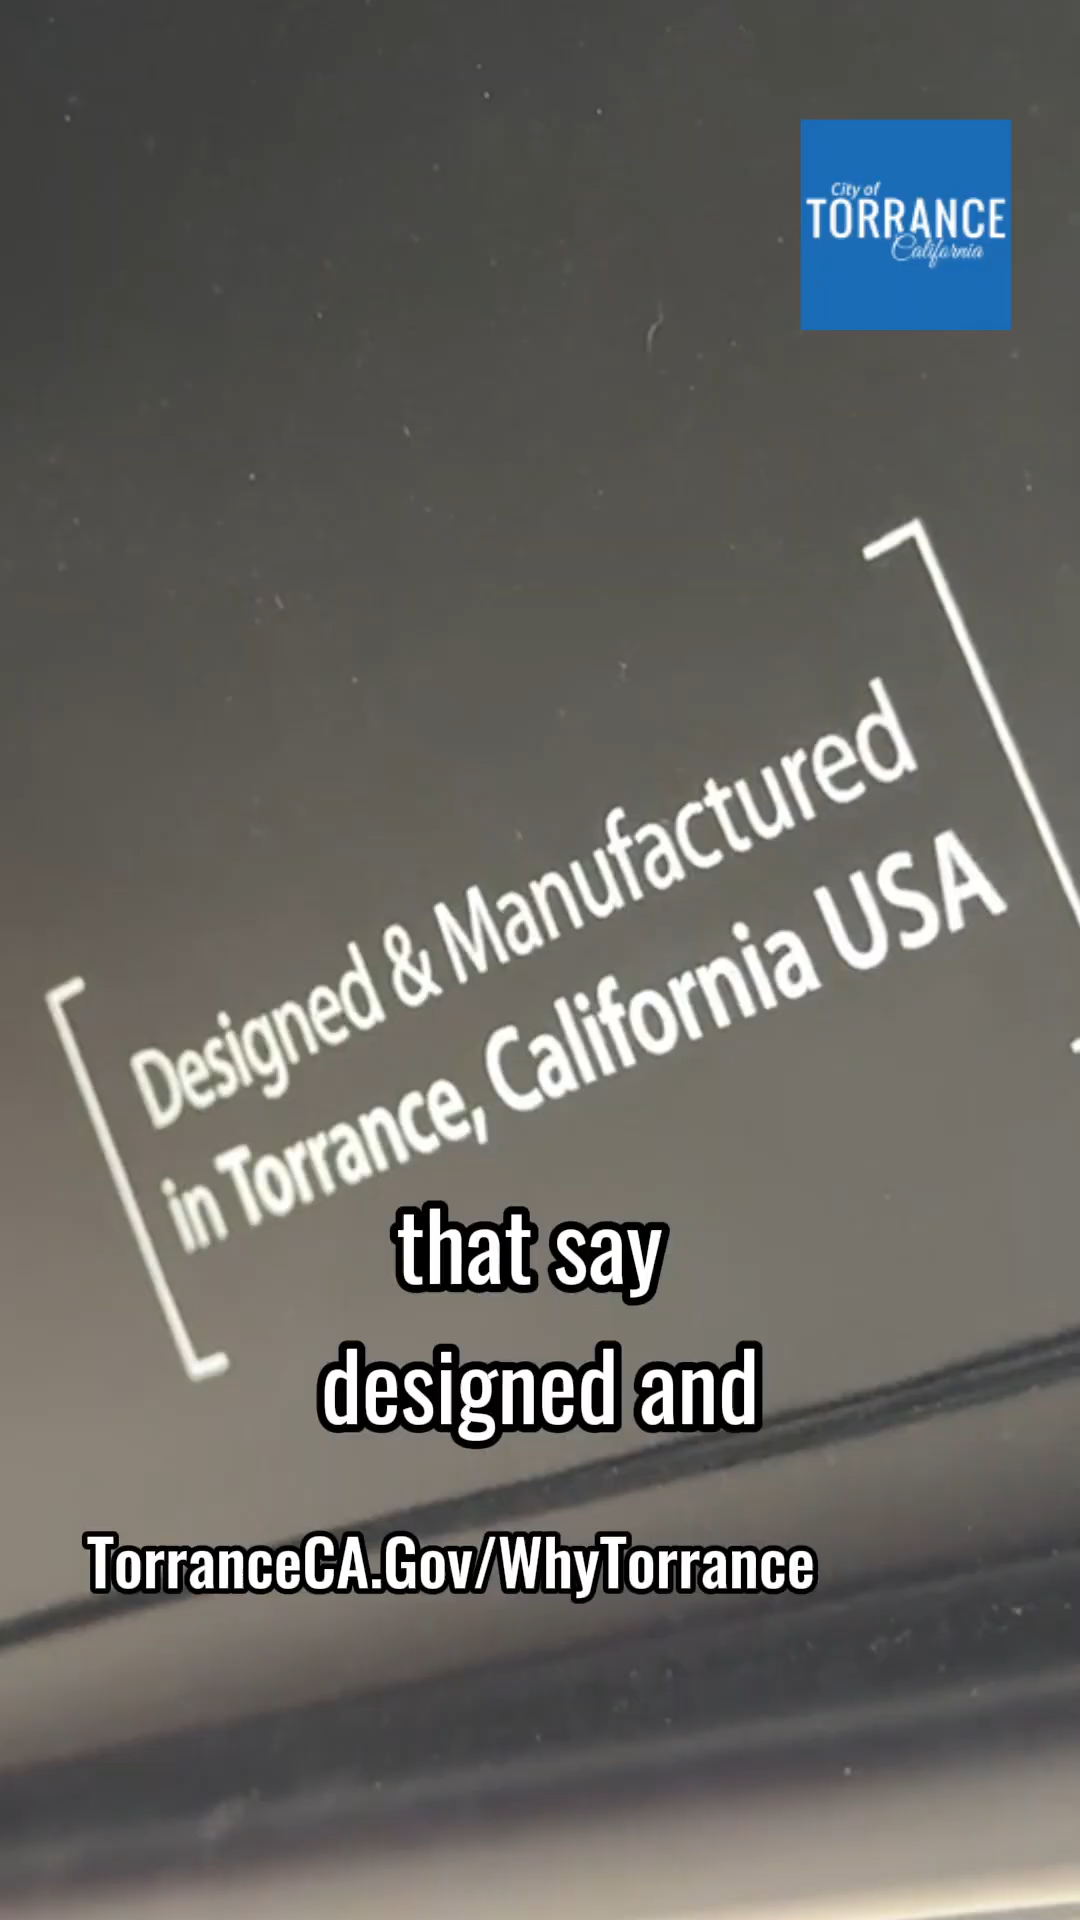 City of
TORRANCE
California
Designed & Manufactured
in Torrance, California USA
that say
designed and
TorranceCA.Gov/WhyTorrance